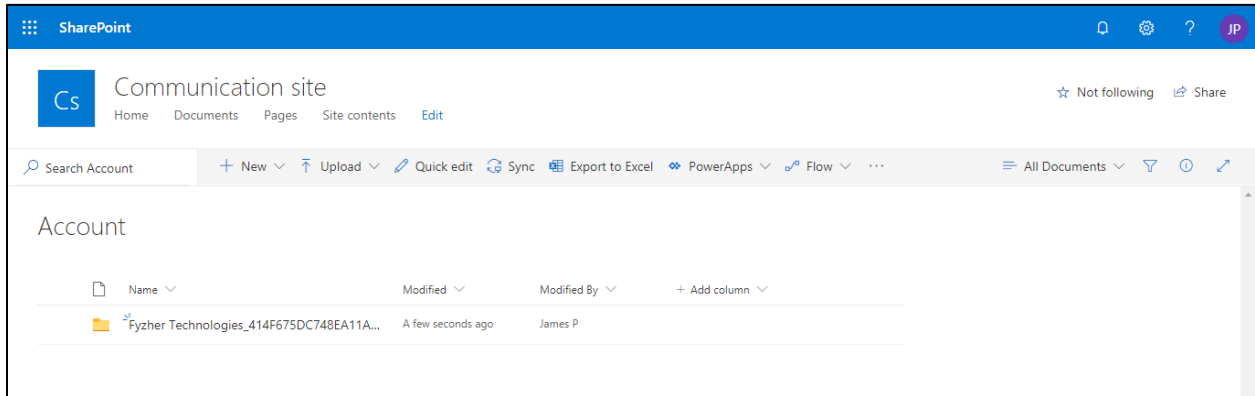 SharePoint
JP
Cs
Communication site
Not following
Share
Home Documents Pages Site contents Edit
Search Account
New Upload Quick edit Sync Export to Excel PowerApps Flow ...
All Documents
Account
Name Modified Modified By + Add column
Fyzher Technologies_414F675DC748EA11A... A few seconds ago James P